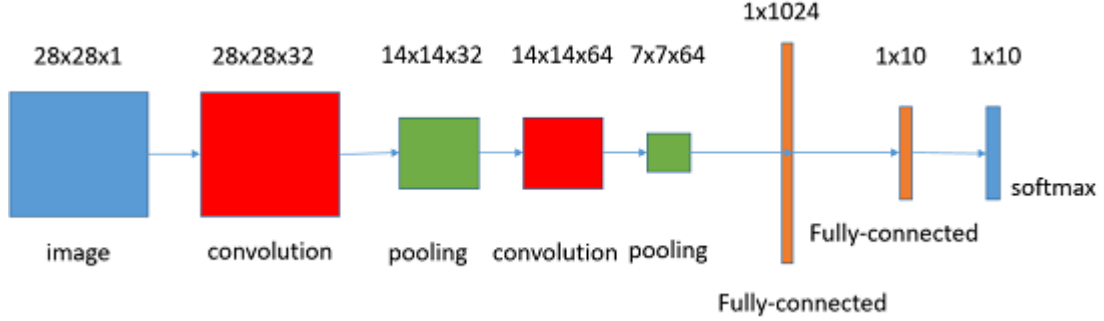 1x1024
28x28x1
28x28x32
14x14x32
14x14x64
7x7x64
1x10
1x10
softmax
image
convolution
pooling
convolution
pooling
Fully-connected
Fully-connected